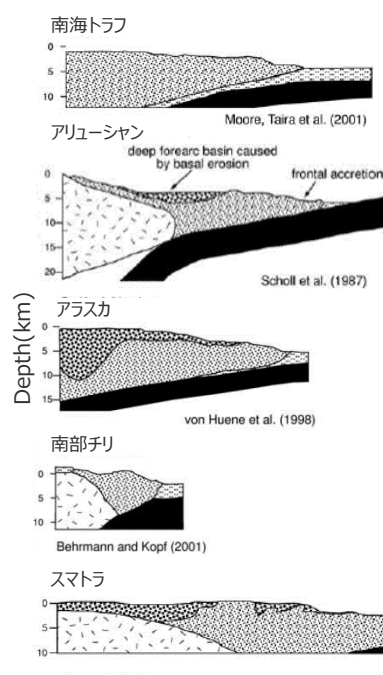 南海トラフ
0
5
10
Moore, Taira et al. (2001)
アリューシャン
deep forearc basin caused
by basal erosion
frontal accretion
0
5
10
15
20
Scholl et al. (1987)
Depth(km)
アラスカ
0
5
10
15
von Huene et al. (1998)
南部チリ
0
5
10
Behrmann and Kopf (2001)
スマトラ
0
5
10